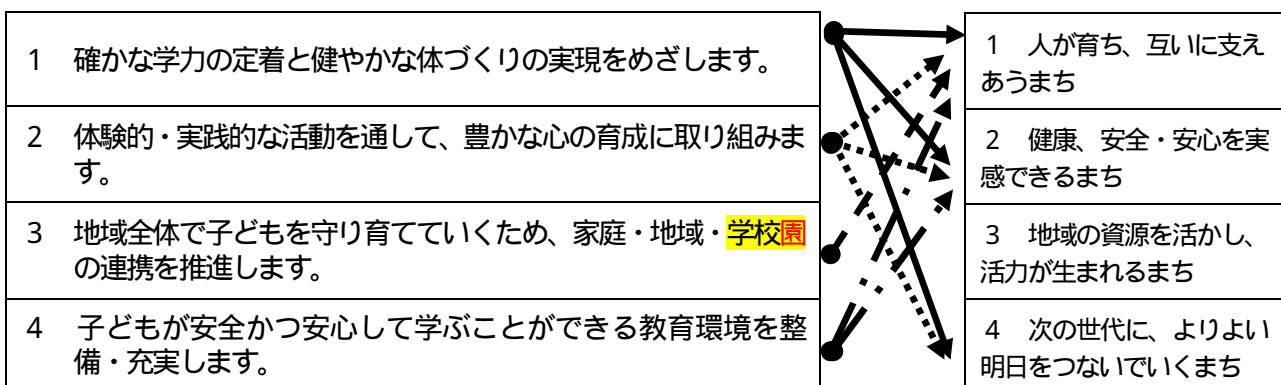 1 確かな学力の定着と健やかな体づくりの実現をめざします。
2 体験的・実践的な活動を通して、豊かな心の育成に取り組みま
す。
3 地域全体で子どもを守り育てていくため、家庭・地域・学校園
の連携を推進します。
4 子どもが安全かつ安心して学ぶことができる教育環境を整
備・充実します。
1 人が育ち、互いに支え
あうまち
2 健康、安全・安心を実
感できるまち
3 地域の資源を活かし、
活力が生まれるまち
4 次の世代に、よりよい
明日をつないでいくまち